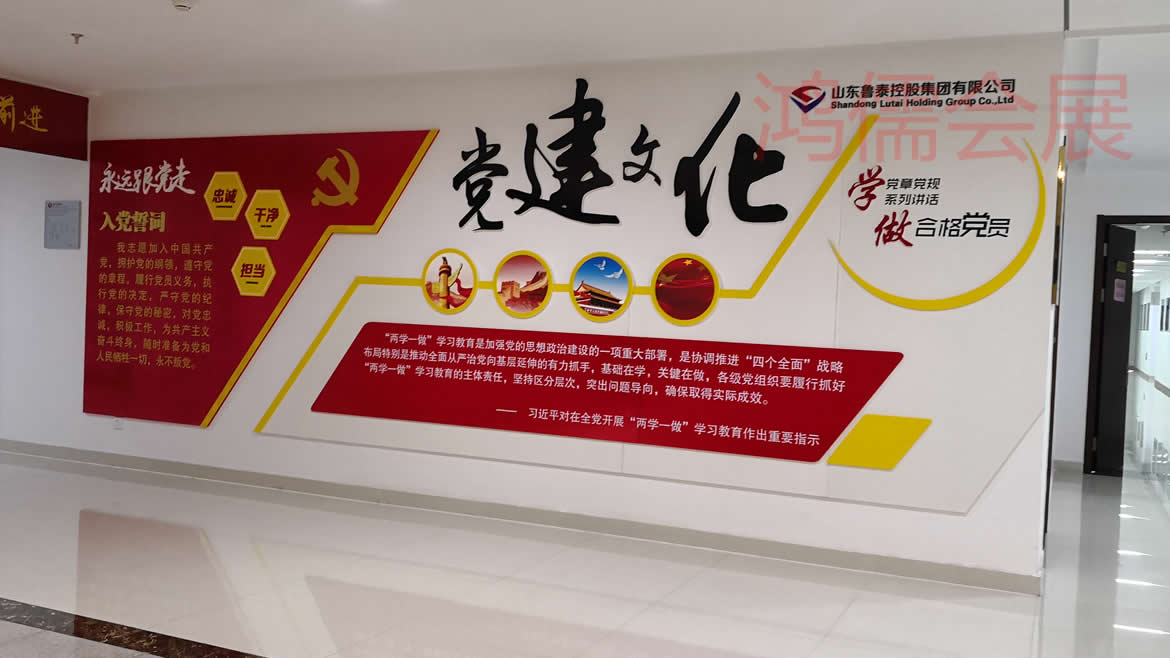 前进
永远跟党走
忠诚
干净
担当
入党誓词
我志愿加入中国共产
党，拥护党的纲领，遵守党
的章程，履行党员义务，执
行党的决定，严守党的纪
律，保守党的秘密，对党忠
诚，积极工作，为共产主义
奋斗终身，随时准备为党和
人民牺牲一切，永不叛党。
党建文化
山东鲁泰控股集团有限公司
Shandong Lutai Holding Group Co.,Ltd
鸿儒会展
学 党章党规
系列讲话
做 合格党员
“两学一做”学习教育是加强党的思想政治建设的一项重大部署，是协调推进“四个全面”战略
布局特别是推动全面从严治党向基层延伸的有力抓手，基础在学，关键在做，各级党组织要履行抓好
“两学一做”学习教育的主体责任，坚持区分层次，突出问题导向，确保取得实际成效。
—— 习近平对在全党开展“两学一做”学习教育作出重要指示